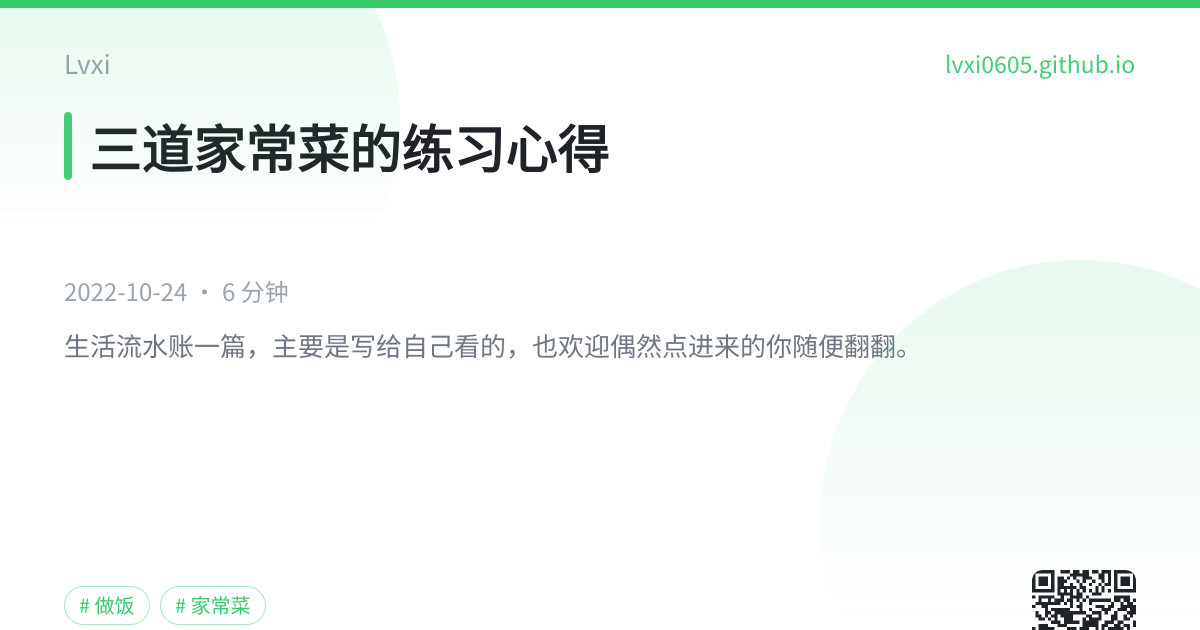 Lvxi
lvxi0605.github.io
三道家常菜的练习心得
2022-10-24 · 6 分钟
生活流水账一篇，主要是写给自己看的，也欢迎偶然点进来的你随便翻翻。
# 做饭
# 家常菜